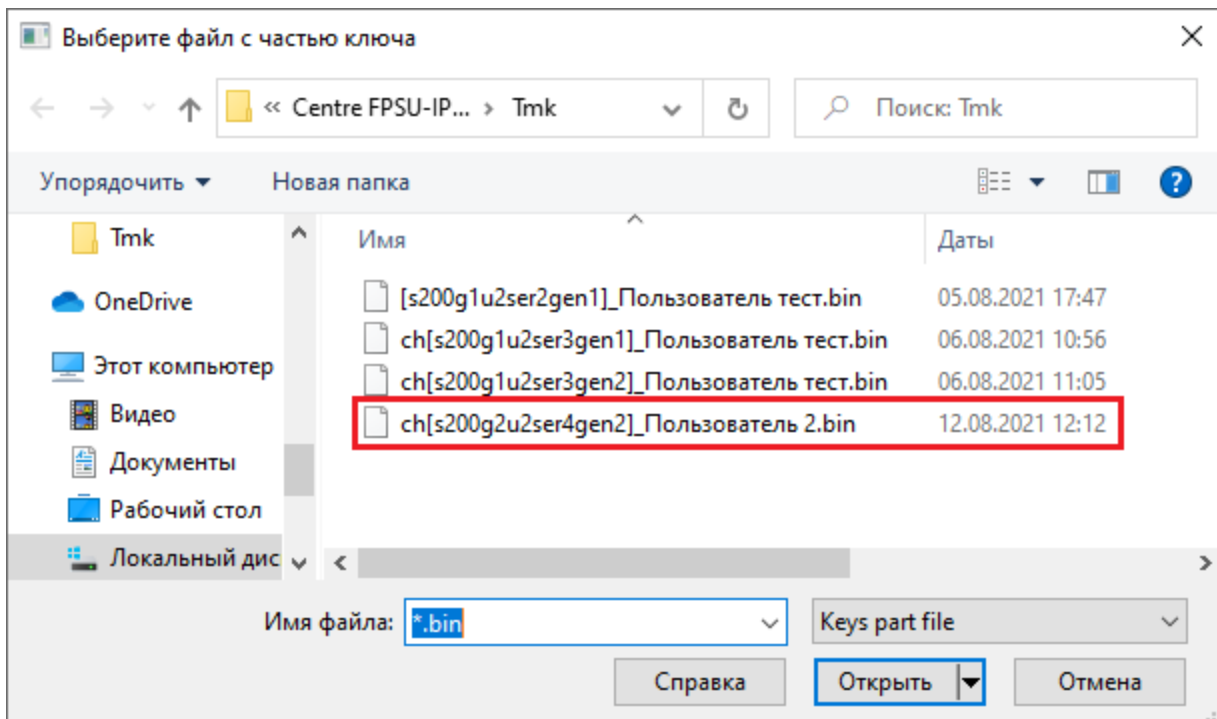 Выберите файл с частью ключа
« Centre FPSU-IP... › Tmk
Поиск: Tmk
Упорядочить
Новая папка
?
Tmk
OneDrive
Этот компьютер
Видео
Документы
Рабочий стол
Локальный дис
Имя
Даты
[s200g1u2ser2gen1]_Пользователь тест.bin 05.08.2021 17:47
ch[s200g1u2ser3gen1]_Пользователь тест.bin 06.08.2021 10:56
ch[s200g1u2ser3gen2]_Пользователь тест.bin 06.08.2021 11:05
ch[s200g2u2ser4gen2]_Пользователь 2.bin 12.08.2021 12:12
Имя файла: *.bin
Keys part file
Справка
Открыть
Отмена